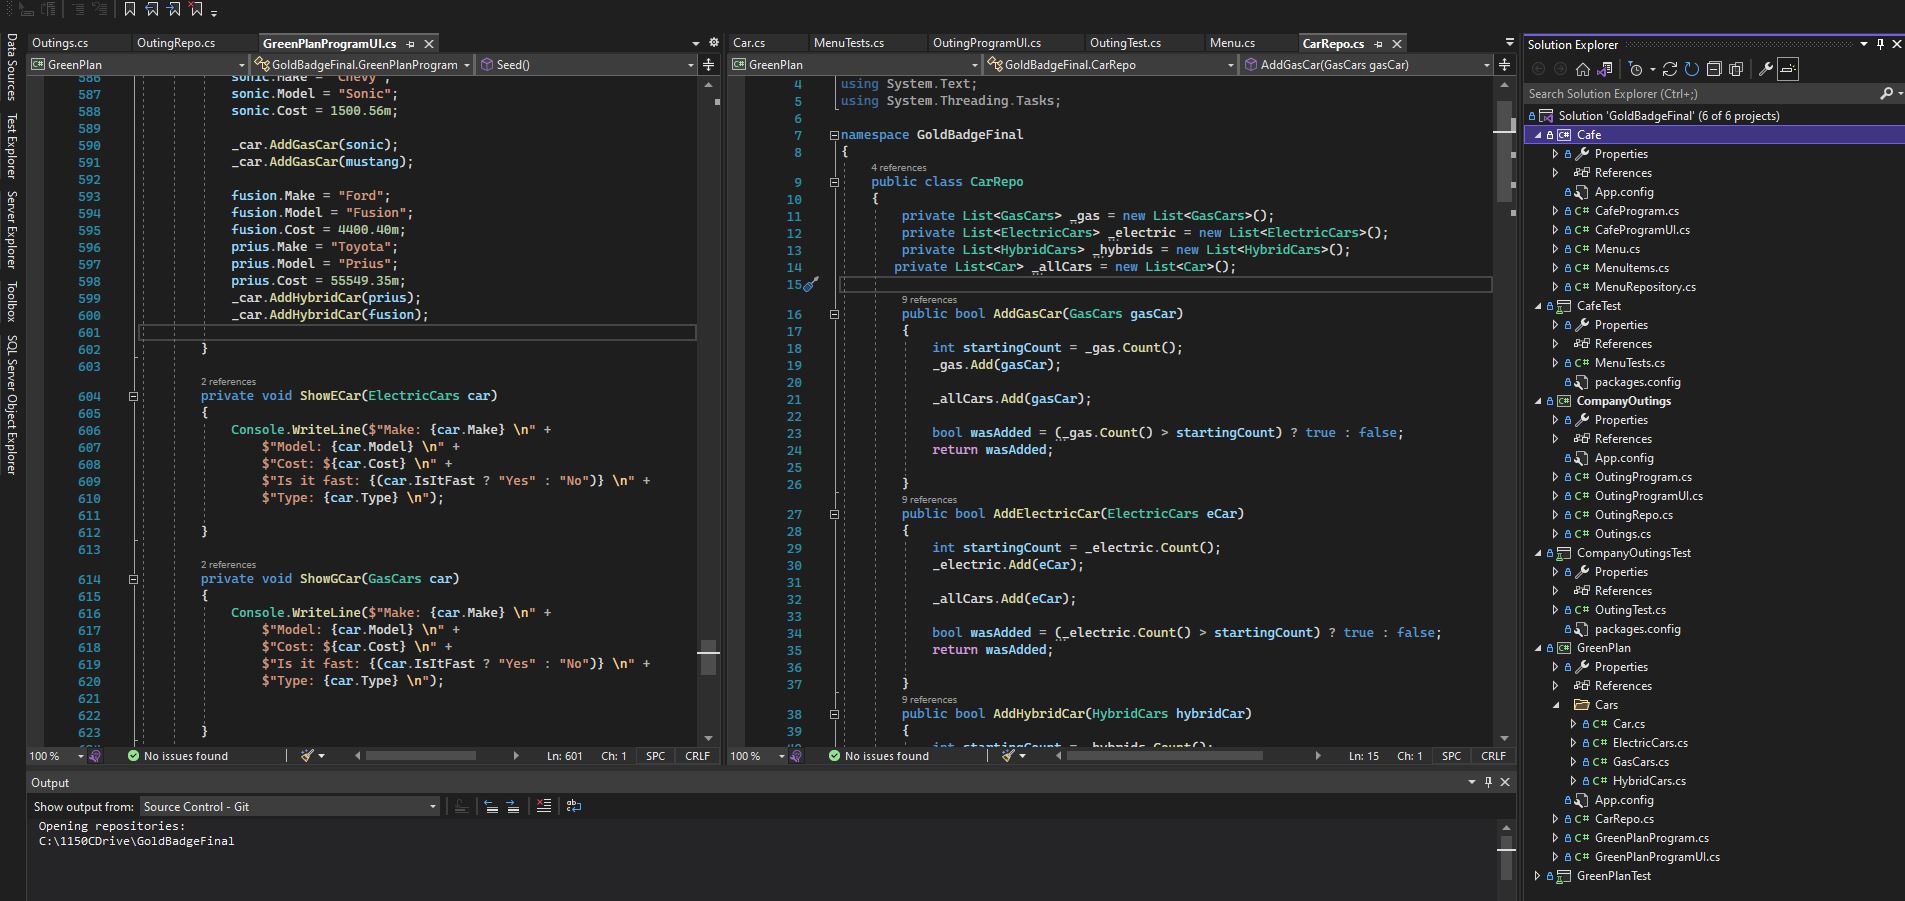 Data Sources
Test Explorer
Server Explorer
Toolbox
SQL Server Object Explorer
Outings.cs
OutingRepo.cs
GreenPlanProgramUI.cs
GreenPlan
GoldBadgeFinal.GreenPlanProgram
Seed()
586 sonic.Make = "Chevy";
587 sonic.Model = "Sonic";
588 sonic.Cost = 1500.56m;
589
590 _car.AddGasCar(sonic);
591 _car.AddGasCar(mustang);
592
593 fusion.Make = "Ford";
594 fusion.Model = "Fusion";
595 fusion.Cost = 4400.40m;
596 prius.Make = "Toyota";
597 prius.Model = "Prius";
598 prius.Cost = 55549.35m;
599 _car.AddHybridCar(prius);
600 _car.AddHybridCar(fusion);
601
602 }
603
2 references
604 private void ShowECar(ElectricCars car)
605 {
606 Console.WriteLine($"Make: {car.Make} \n" +
607 $"Model: {car.Model} \n" +
608 $"Cost: ${car.Cost} \n" +
609 $"Is it fast: {(car.IsItFast ? "Yes" : "No")} \n" +
610 $"Type: {car.Type} \n");
611
612 }
613
2 references
614 private void ShowGCar(GasCars car)
615 {
616 Console.WriteLine($"Make: {car.Make} \n" +
617 $"Model: {car.Model} \n" +
618 $"Cost: ${car.Cost} \n" +
619 $"Is it fast: {(car.IsItFast ? "Yes" : "No")} \n" +
620 $"Type: {car.Type} \n");
621
622
623 }
100 %
No issues found
Ln: 601
Ch: 1
SPC
CRLF
Car.cs
MenuTests.cs
OutingProgramUI.cs
OutingTest.cs
Menu.cs
CarRepo.cs
GreenPlan
GoldBadgeFinal.CarRepo
AddGasCar(GasCars gasCar)
4 using System.Text;
5 using System.Threading.Tasks;
6
7 namespace GoldBadgeFinal
8 {
4 references
9 public class CarRepo
10 {
11 private List<GasCars> _gas = new List<GasCars>();
12 private List<ElectricCars> _electric = new List<ElectricCars>();
13 private List<HybridCars> _hybrids = new List<HybridCars>();
14 private List<Car> _allCars = new List<Car>();
15
9 references
16 public bool AddGasCar(GasCars gasCar)
17 {
18 int startingCount = _gas.Count();
19 _gas.Add(gasCar);
20
21 _allCars.Add(gasCar);
22
23 bool wasAdded = (_gas.Count() > startingCount) ? true : false;
24 return wasAdded;
25
26 }
9 references
27 public bool AddElectricCar(ElectricCars eCar)
28 {
29 int startingCount = _electric.Count();
30 _electric.Add(eCar);
31
32 _allCars.Add(eCar);
33
34 bool wasAdded = (_electric.Count() > startingCount) ? true : false;
35 return wasAdded;
36
37 }
9 references
38 public bool AddHybridCar(HybridCars hybridCar)
39 {
40 int startingCount = _hybrids.Count();
100 %
No issues found
Ln: 15
Ch: 1
SPC
CRLF
Output
Show output from: Source Control - Git
Opening repositories:
C:\1150CDrive\GoldBadgeFinal
Solution Explorer
Search Solution Explorer (Ctrl+;)
Solution 'GoldBadgeFinal' (6 of 6 projects)
C# Cafe
Properties
References
App.config
C# CafeProgram.cs
C# CafeProgramUI.cs
C# Menu.cs
C# MenuItems.cs
C# MenuRepository.cs
CafeTest
Properties
References
C# MenuTests.cs
packages.config
C# CompanyOutings
Properties
References
App.config
C# OutingProgram.cs
C# OutingProgramUI.cs
C# OutingRepo.cs
C# Outings.cs
CompanyOutingsTest
Properties
References
C# OutingTest.cs
packages.config
C# GreenPlan
Properties
References
Cars
C# Car.cs
C# ElectricCars.cs
C# GasCars.cs
C# HybridCars.cs
App.config
C# CarRepo.cs
C# GreenPlanProgram.cs
C# GreenPlanProgramUI.cs
GreenPlanTest